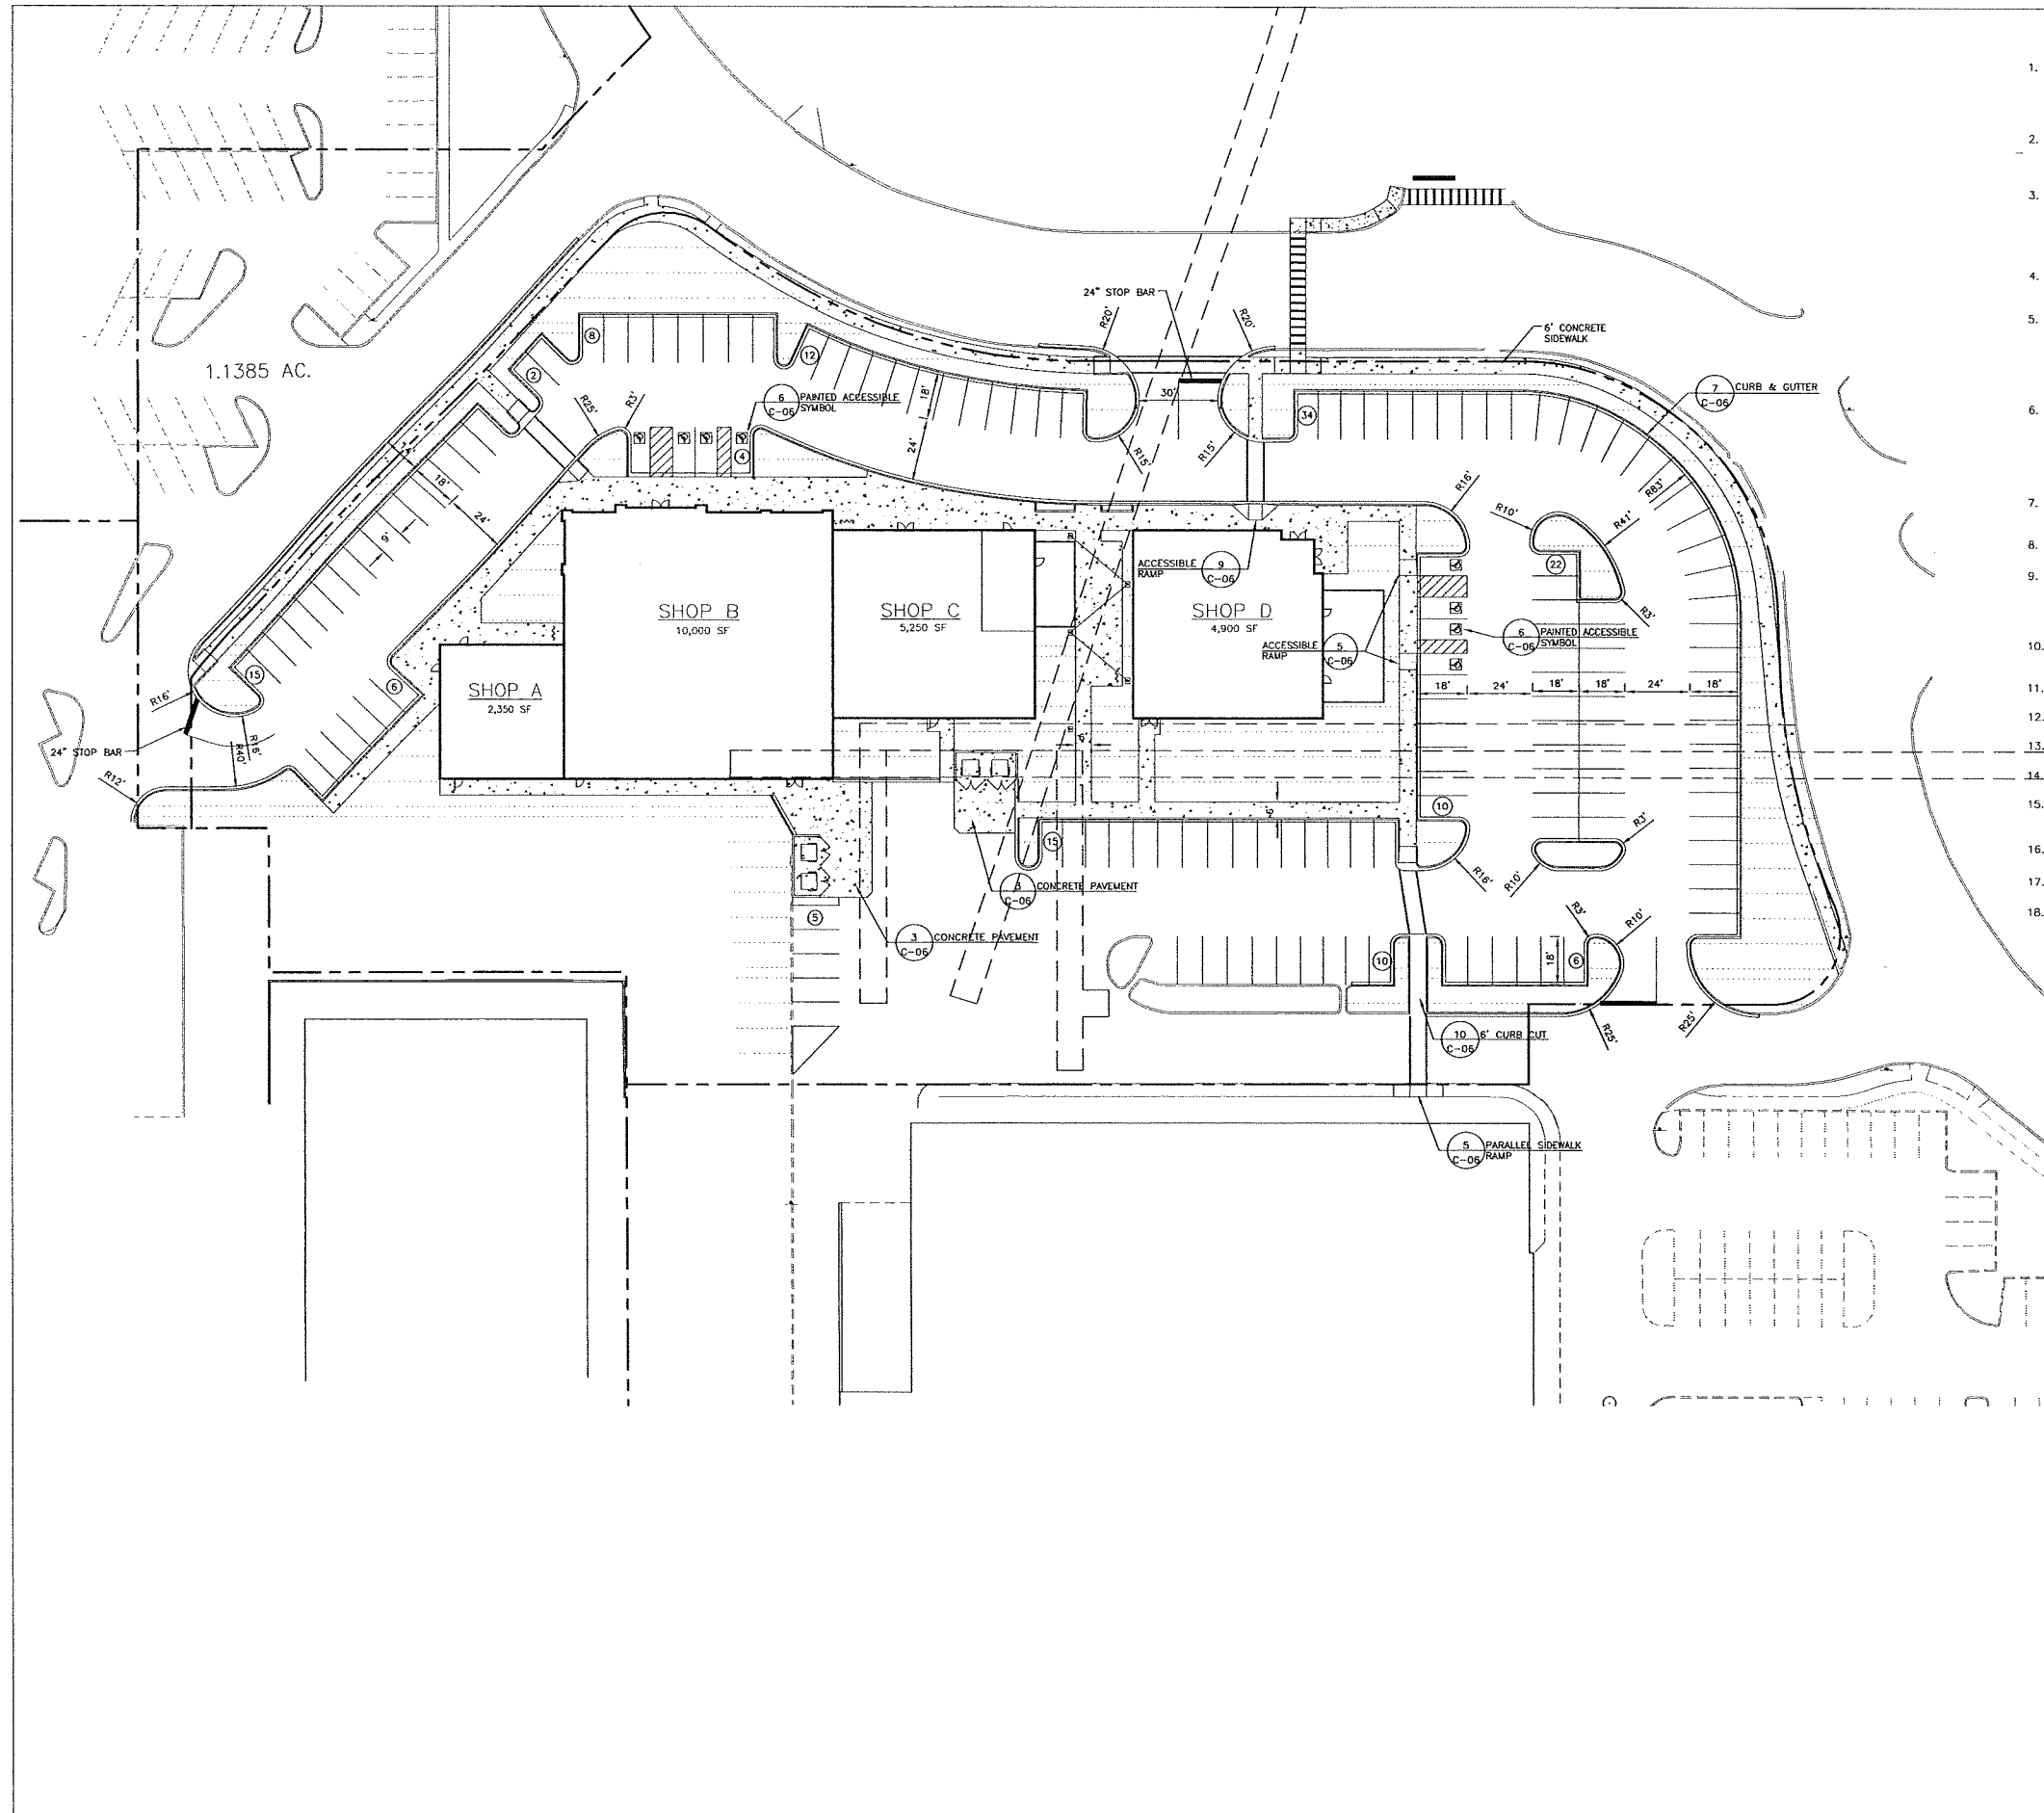 1.
2.
3.
4.
5.
6.
7.
8.
9.
10.
11.
12.
13.
14.
15.
16.
17.
18.
1.1385 AC.
24" STOP BAR
R20'
R20'
6' CONCRETE
SIDEWALK
8
12
2
R25'
R3'
6
C-06
PAINTED ACCESSIBLE
SYMBOL
18'
30'
34
7
C-06
CURB & GUTTER
4
24'
R15'
R15'
R83'
18'
24'
9'
R16'
R10'
R41'
22
R3'
ACCESSIBLE
RAMP
9
C-06
SHOP B
10,000 SF
SHOP C
5,250 SF
SHOP D
4,900 SF
ACCESSIBLE
RAMP
5
C-06
6
C-06
PAINTED ACCESSIBLE
SYMBOL
15
6
SHOP A
2,350 SF
18'
24'
18'
18'
24'
18'
R16'
24" STOP BAR
R16'
R40'
R12'
6'
6'
10
15
R3'
R16'
R10'
3
C-06
CONCRETE PAVEMENT
5
3
C-06
CONCRETE PAVEMENT
R3'
R10'
10
18'
6
R25'
R25'
10
C-06
6' CURB CUT
5
C-06
PARALLEL SIDEWALK
RAMP